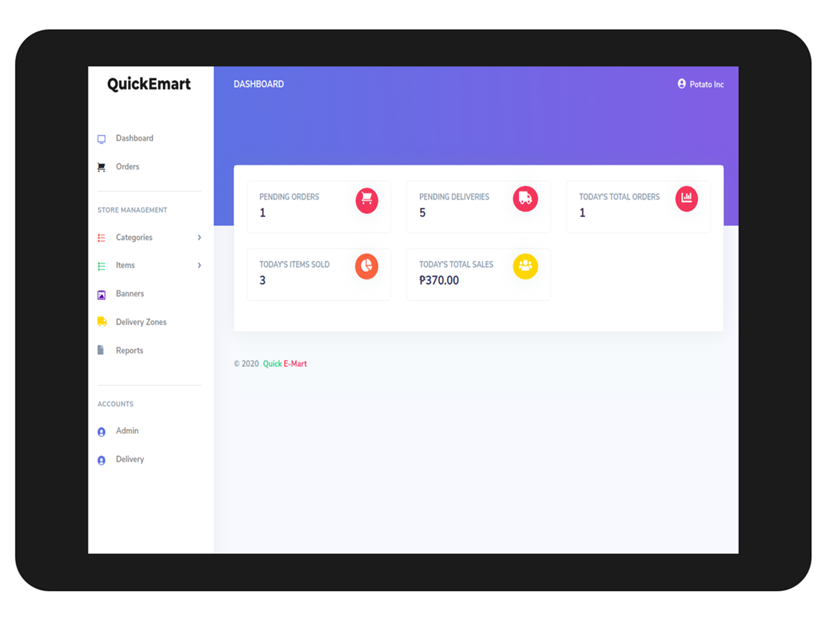 QuickEmart
DASHBOARD
Potato Inc
Dashboard
Orders
STORE MANAGEMENT
Categories
Items
Banners
Delivery Zones
Reports
ACCOUNTS
Admin
Delivery
PENDING ORDERS
1
PENDING DELIVERIES
5
TODAY'S TOTAL ORDERS
1
TODAY'S ITEMS SOLD
3
TODAY'S TOTAL SALES
₱370.00
© 2020 Quick E-Mart